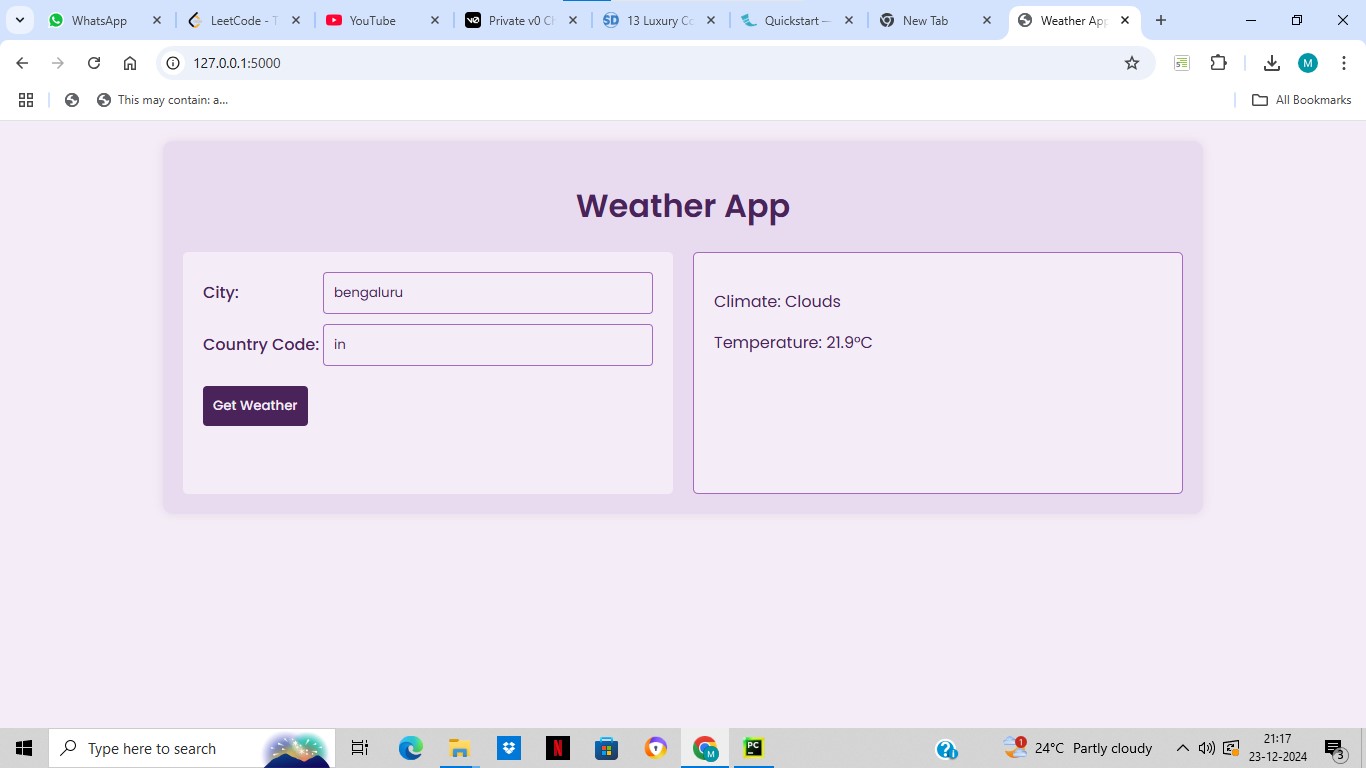 WhatsApp
LeetCode - T
YouTube
Private v0 Ch
13 Luxury Co
Quickstart —
New Tab
Weather App
127.0.0.1:5000
M
This may contain: a...
All Bookmarks
Weather App
City:
bengaluru
Country Code:
in
Get Weather
Climate: Clouds
Temperature: 21.9°C
Type here to search
24°C Partly cloudy
21:17
23-12-2024